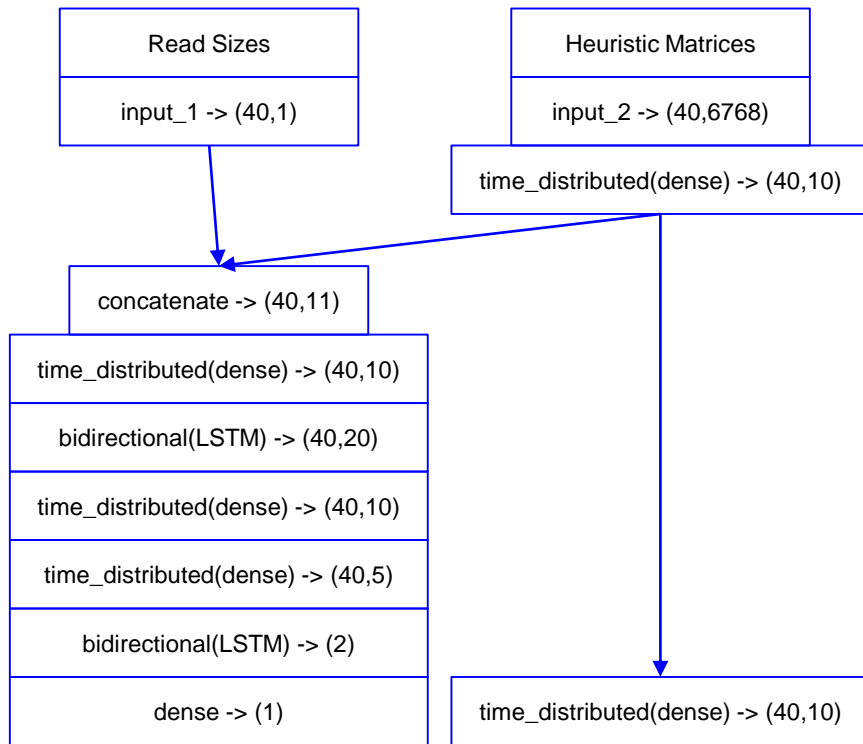 Read Sizes
Heuristic Matrices
input_1 -> (40,1)
input_2 -> (40,6768)
time_distributed(dense) -> (40,10)
concatenate -> (40,11)
time_distributed(dense) -> (40,10)
bidirectional(LSTM) -> (40,20)
time_distributed(dense) -> (40,10)
time_distributed(dense) -> (40,5)
bidirectional(LSTM) -> (2)
dense -> (1)
time_distributed(dense) -> (40,10)